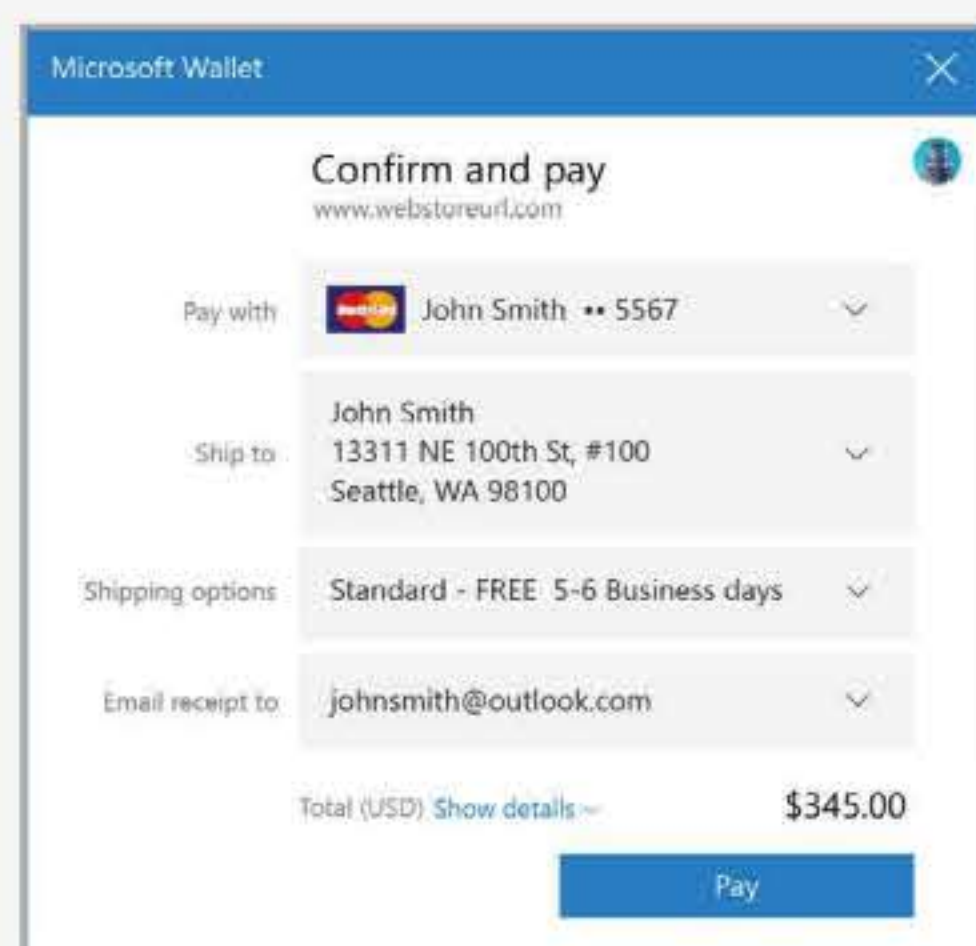 Microsoft Wallet
Confirm and pay
www.webstoreurl.com
Pay with
MasterCard
John Smith •• 5567
Ship to
John Smith
13311 NE 100th St, #100
Seattle, WA 98100
Shipping options
Standard - FREE 5-6 Business days
Email receipt to
johnsmith@outlook.com
Total (USD) Show details
$345.00
Pay